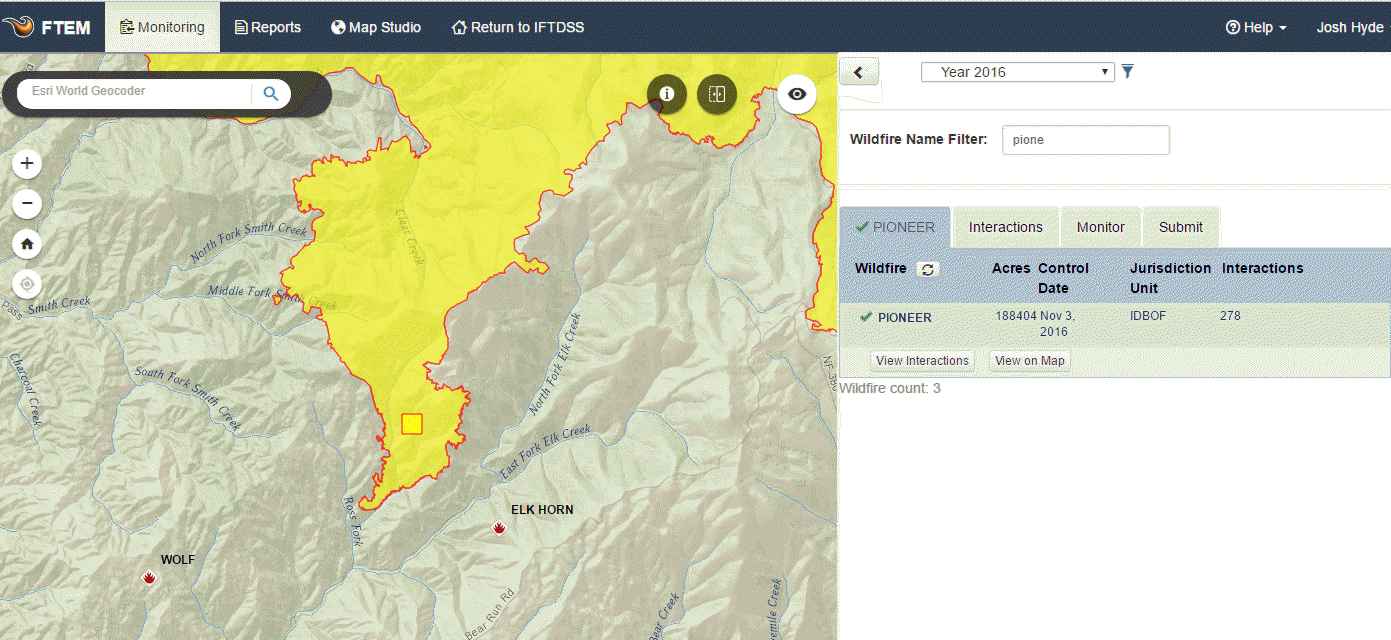 FTEM Monitoring Reports Map Studio Return to IFTDSS Help Josh Hyde
Esri World Geocoder
Year 2016
Wildfire Name Filter: pione
PIONEER Interactions Monitor Submit
Wildfire Acres Control Date Jurisdiction Unit Interactions
PIONEER 188404 Nov 3, 2016 IDBOF 278
View Interactions View on Map
Wildfire count: 3
Clear Creek
North Fork Smith Creek
Middle Fork Smith Creek
Smith Creek
Pass
Charcoal Creek
South Fork Smith Creek
North Fork Elk Creek
East Fork Elk Creek
NF-380
Ross Fork
ELK HORN
WOLF
Bear Run Rd
Bear Creek
emile Creek